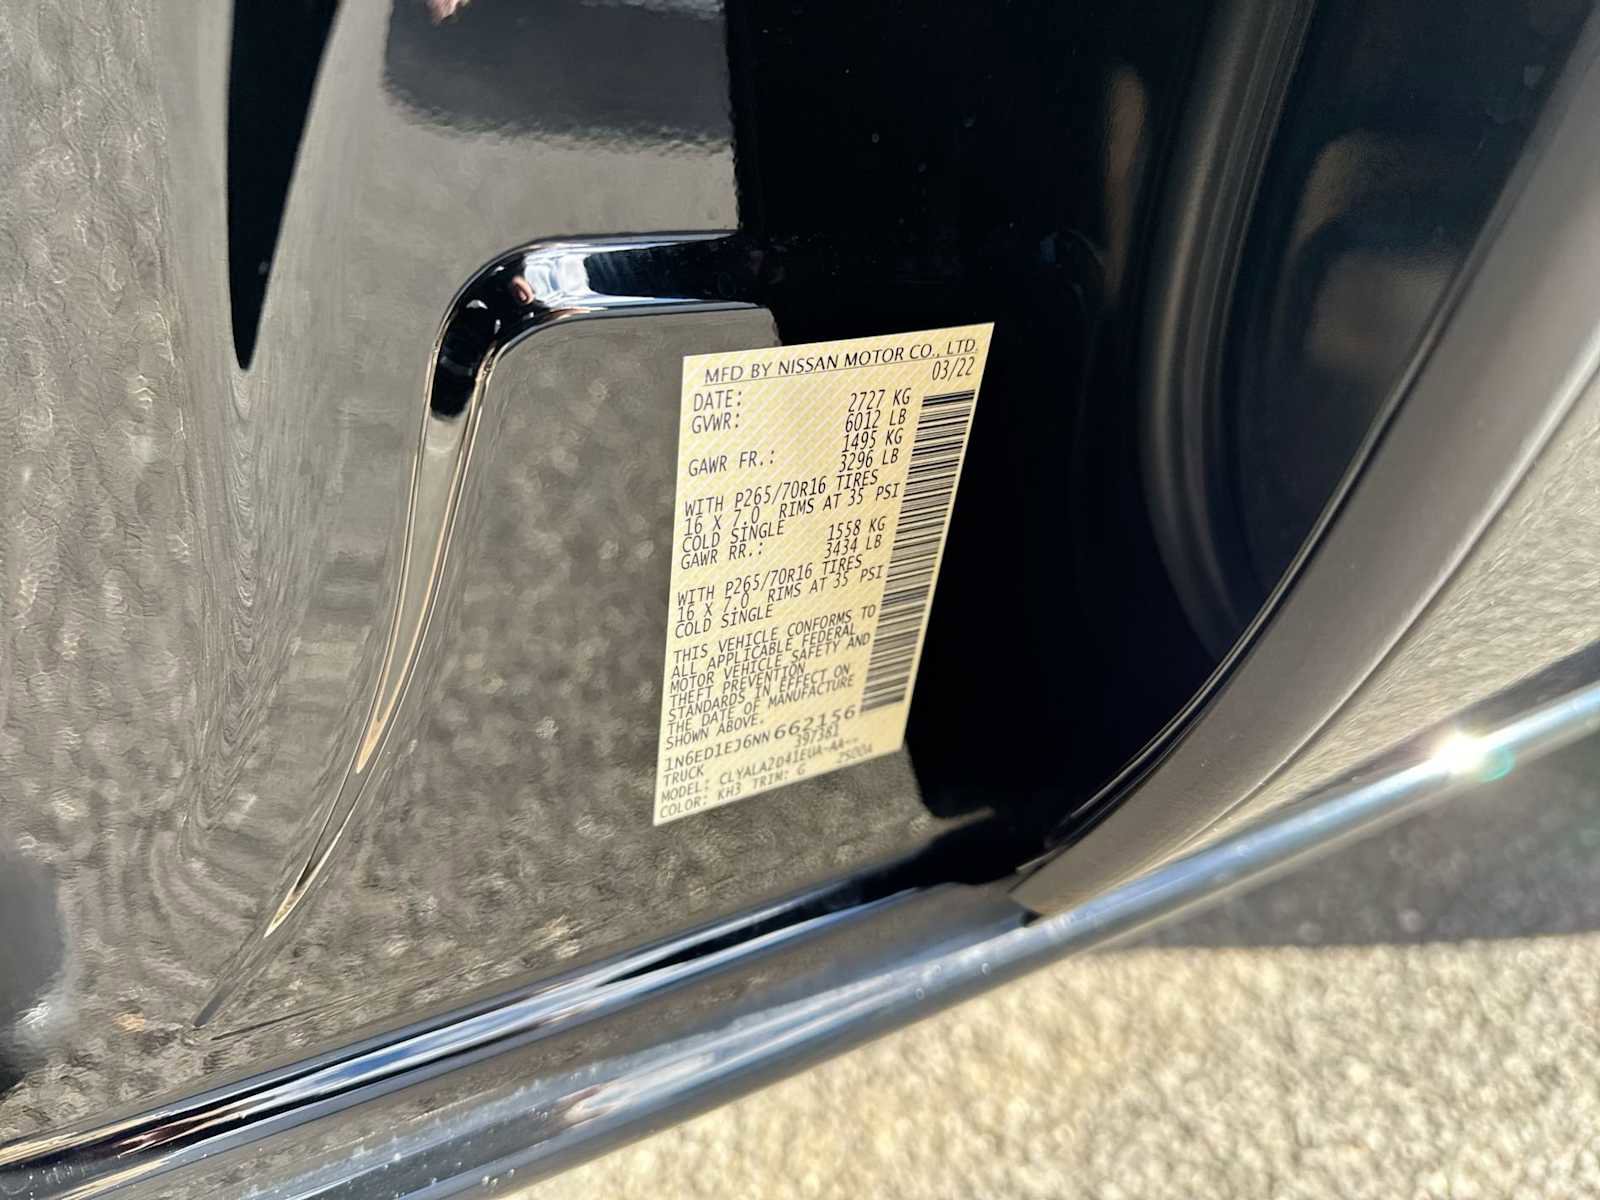 MFD BY NISSAN MOTOR CO., LTD.
DATE: 03/22
GVWR: 2727 KG
6012 LB
GAWR FR.: 1495 KG
3296 LB
WITH P265/70R16 TIRES
16 X 7.0 RIMS AT 35 PSI
COLD SINGLE
GAWR RR.: 1558 KG
3434 LB
WITH P265/70R16 TIRES
16 X 7.0 RIMS AT 35 PSI
COLD SINGLE
THIS VEHICLE CONFORMS TO
ALL APPLICABLE FEDERAL
MOTOR VEHICLE SAFETY AND
THEFT PREVENTION
STANDARDS IN EFFECT ON
THE DATE OF MANUFACTURE
SHOWN ABOVE.
1N6ED1EJ6NN662156
TRUCK 397381
MODEL: CLYALA2041EUA-AA--
COLOR: KH3 TRIM: G 2S00A